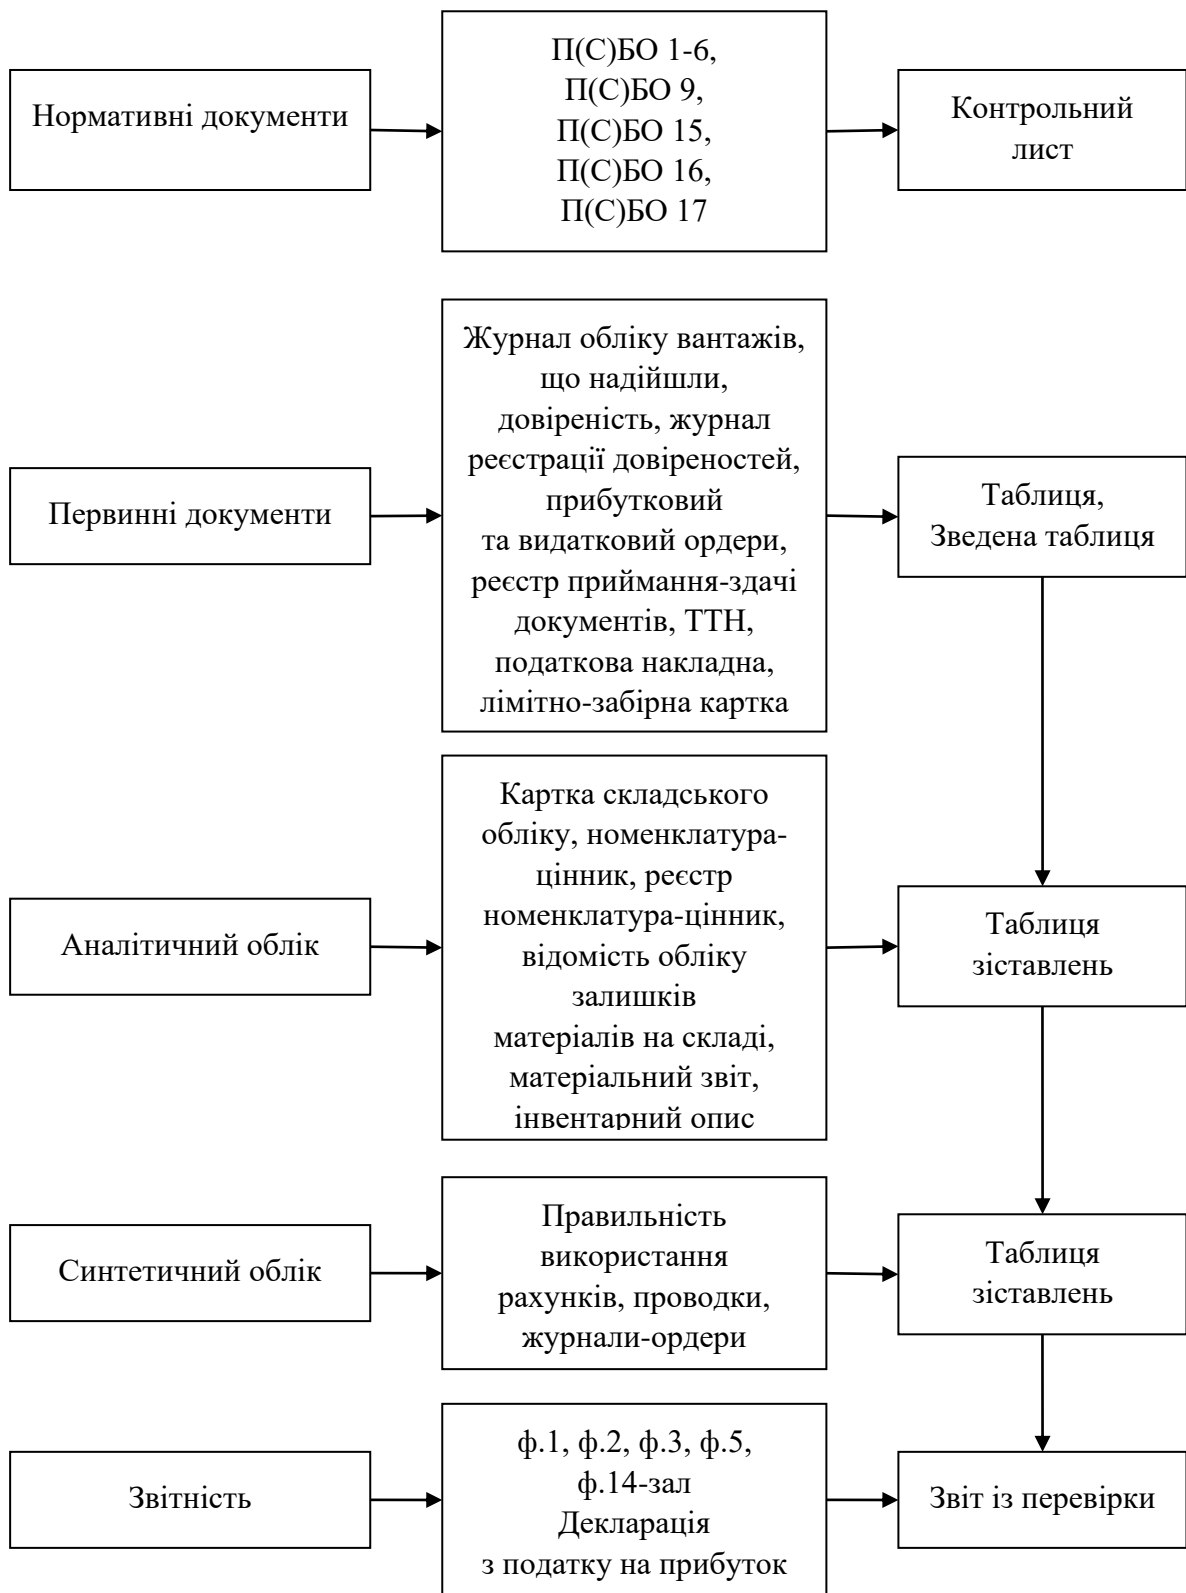 Нормативні документи
П(С)БО 1-6,
П(С)БО 9,
П(С)БО 15,
П(С)БО 16,
П(С)БО 17
Контрольний
лист
Первинні документи
Журнал обліку вантажів,
що надійшли,
довіреність, журнал
реєстрації довіреностей,
прибутковий
та видатковий ордери,
реєстр приймання-здачі
документів, ТТН,
податкова накладна,
лімітно-забірна картка
Таблиця,
Зведена таблиця
Аналітичний облік
Картка складського
обліку, номенклатура-
цінник, реєстр
номенклатура-цінник,
відомість обліку
залишків
матеріалів на складі,
матеріальний звіт,
інвентарний опис
Таблиця
зіставлень
Синтетичний облік
Правильність
використання
рахунків, проводки,
журнали-ордери
Таблиця
зіставлень
Звітність
ф.1, ф.2, ф.3, ф.5,
ф.14-зал
Декларація
з податку на прибуток
Звіт із перевірки